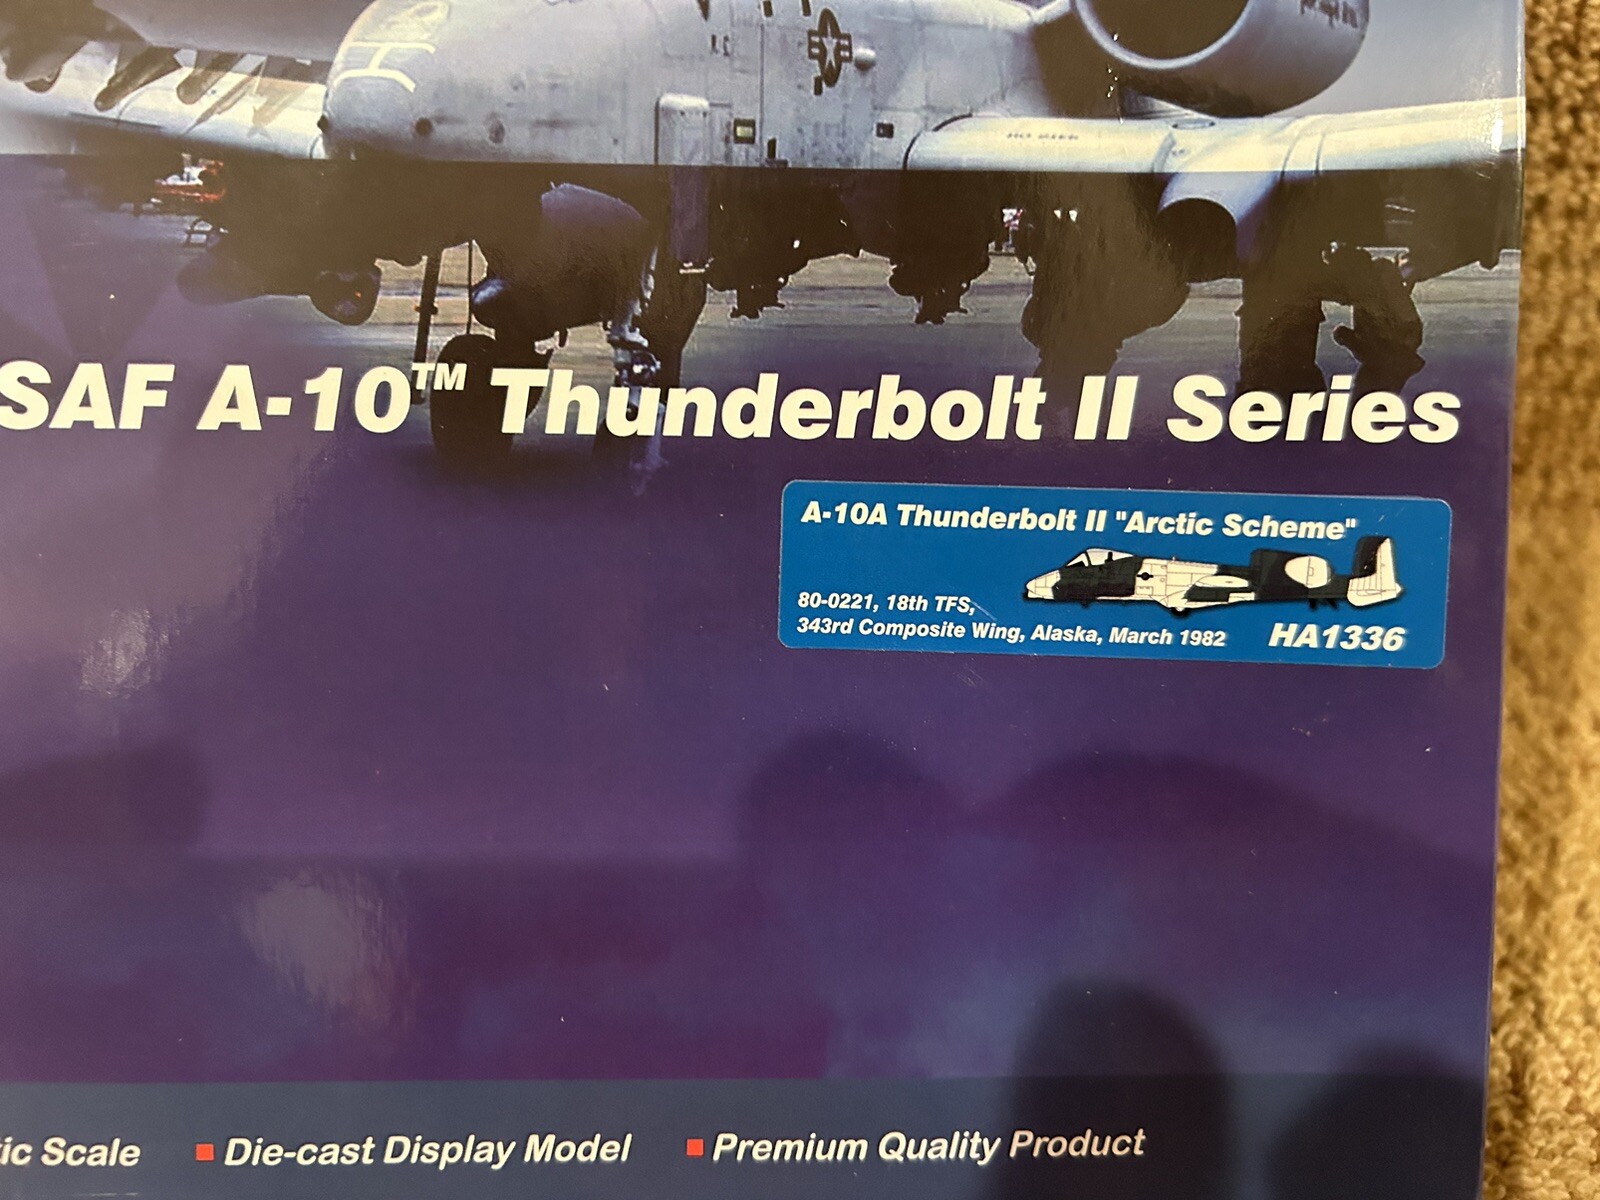 SAF A-10™ Thunderbolt II Series
A-10A Thunderbolt II "Arctic Scheme"
80-0221, 18th TFS,
343rd Composite Wing, Alaska, March 1982
HA1336
ic Scale
Die-cast Display Model
Premium Quality Product